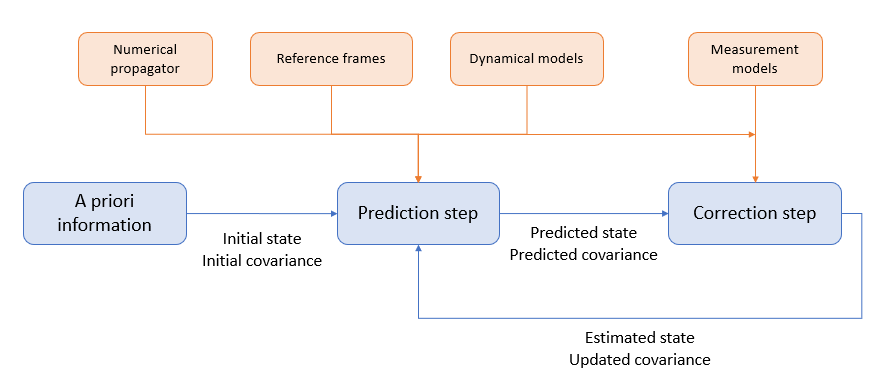 Numerical
propagator
Reference frames
Dynamical models
Measurement
models
A priori
information
Prediction step
Correction step
Initial state
Initial covariance
Predicted state
Predicted covariance
Estimated state
Updated covariance